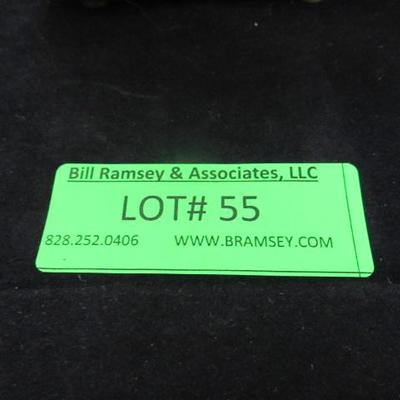 Bill Ramsey & Associates, LLC
LOT# 55
828.252.0406 WWW.BRAMSEY.COM